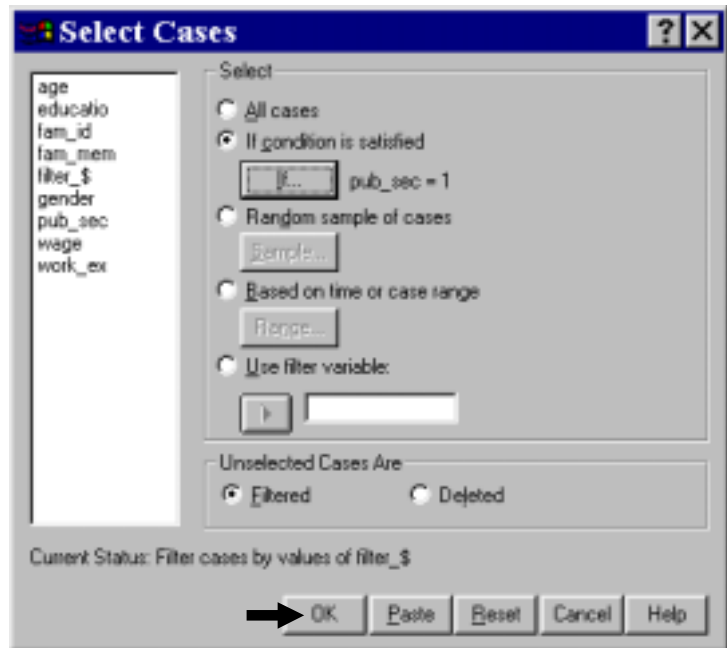 Select Cases
age
educatio
fam_id
fam_mem
filter_$
gender
pub_sec
wage
work_ex
Select
All cases
If condition is satisfied
If... pub_sec = 1
Random sample of cases
Sample...
Based on time or case range
Range...
Use filter variable:
Unselected Cases Are
Filtered Deleted
Current Status: Filter cases by values of filter_$
OK Paste Reset Cancel Help